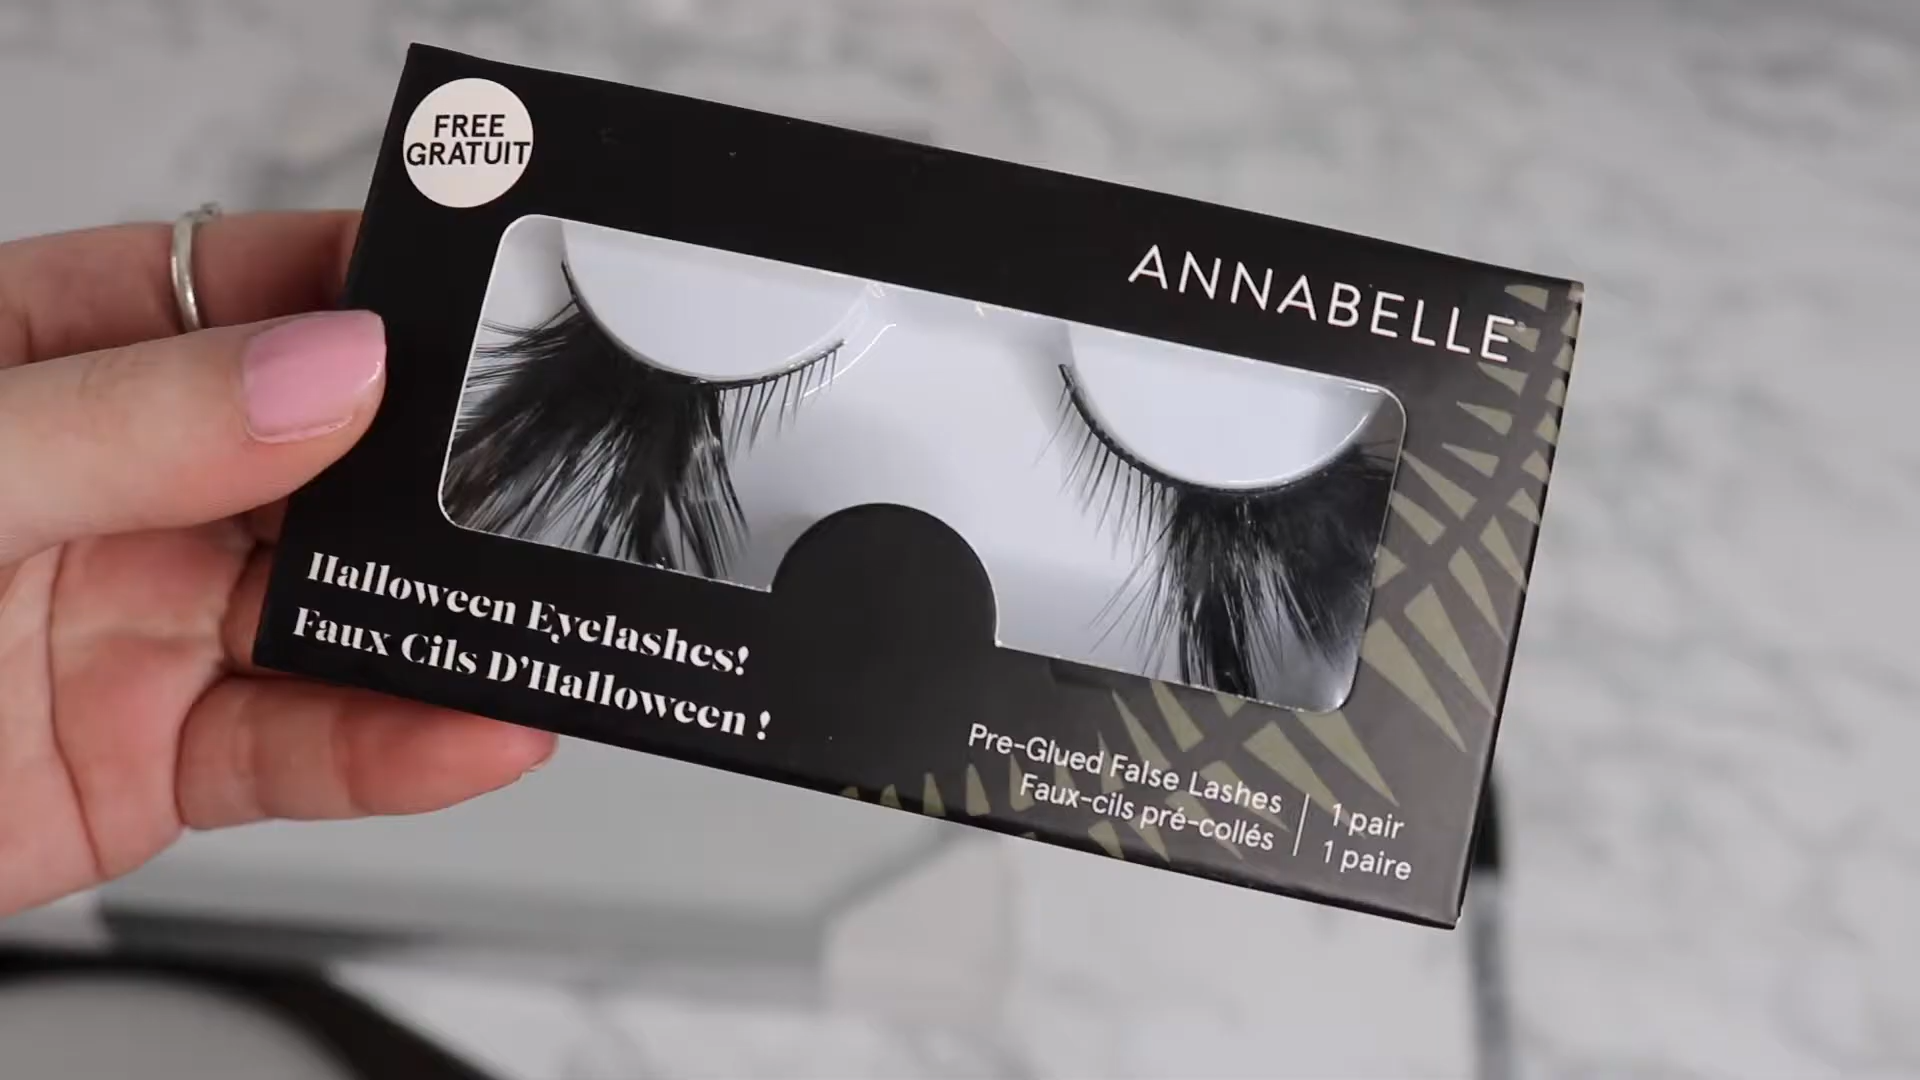 FREE
GRATUIT
ANNABELLE
Halloween Eyelashes!
Faux Cils D'Halloween !
Pre-Glued False Lashes
Faux-cils pré-collés
1 pair
1 paire